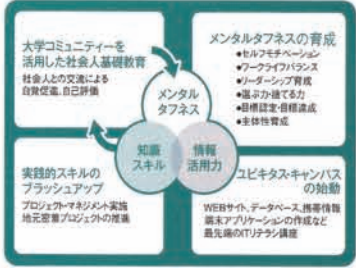 大学コミュニティーを
活用した社会人基礎教育
社会人との交流による
自覚促進、自己評価
メンタルタフネスの育成
●セルフモチベーション
●ワークライフバランス
●リーダーシップ育成
●選ぶ力・捨てる力
●目標認定・目標達成
●主体性育成
メンタル
タフネス
知識
スキル
情報
活用力
実践的スキルの
ブラッシュアップ
プロジェクト・マネジメント実施
地元密着プロジェクトの推進
ユビキタス・キャンパス
の始動
WEBサイト、データベース、携帯情報
端末アプリケーションの作成など
最先端のITリテラシ講座